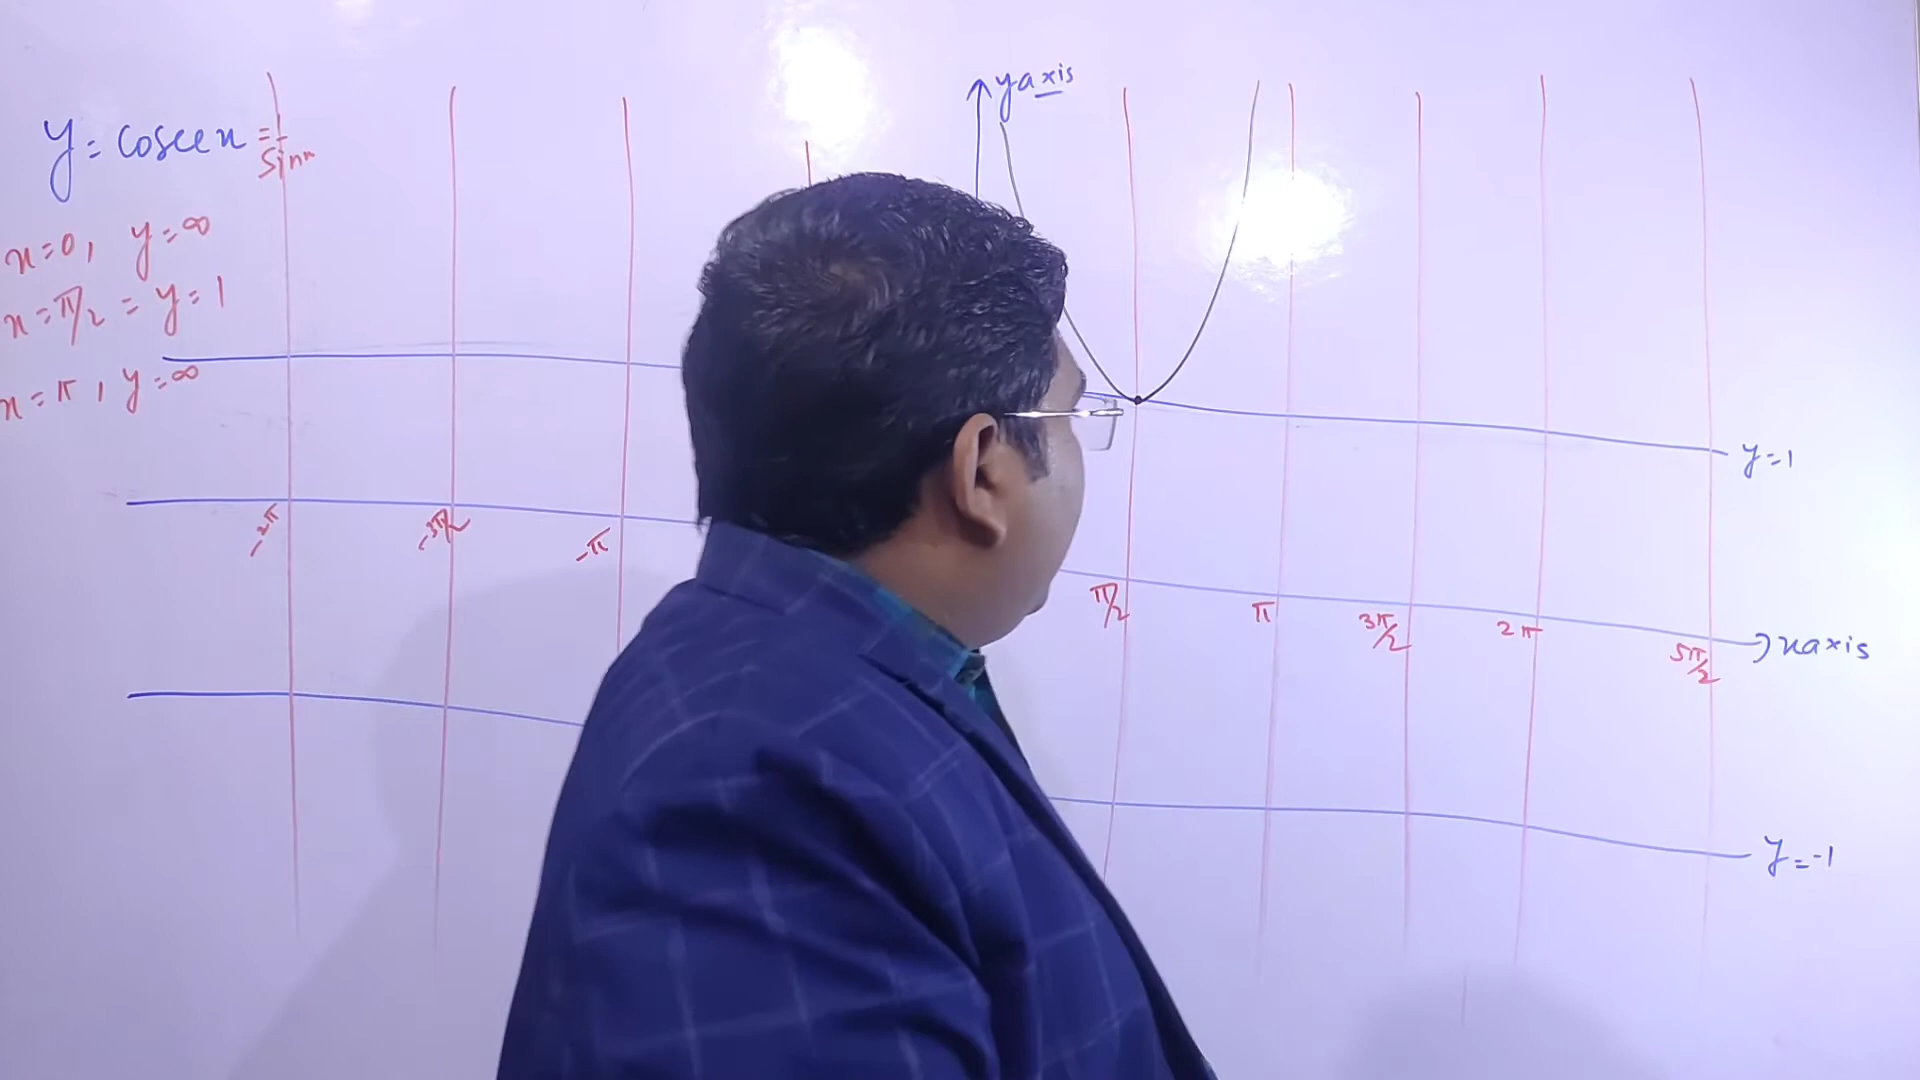 y axis
y = cosec x = 1/sin x
x = 0, y = ∞
x = π/2 = y = 1
x = π, y = ∞
y = 1
-2π -3π/2 -π π/2 π 3π/2 2π 5π/2 x axis
y = -1